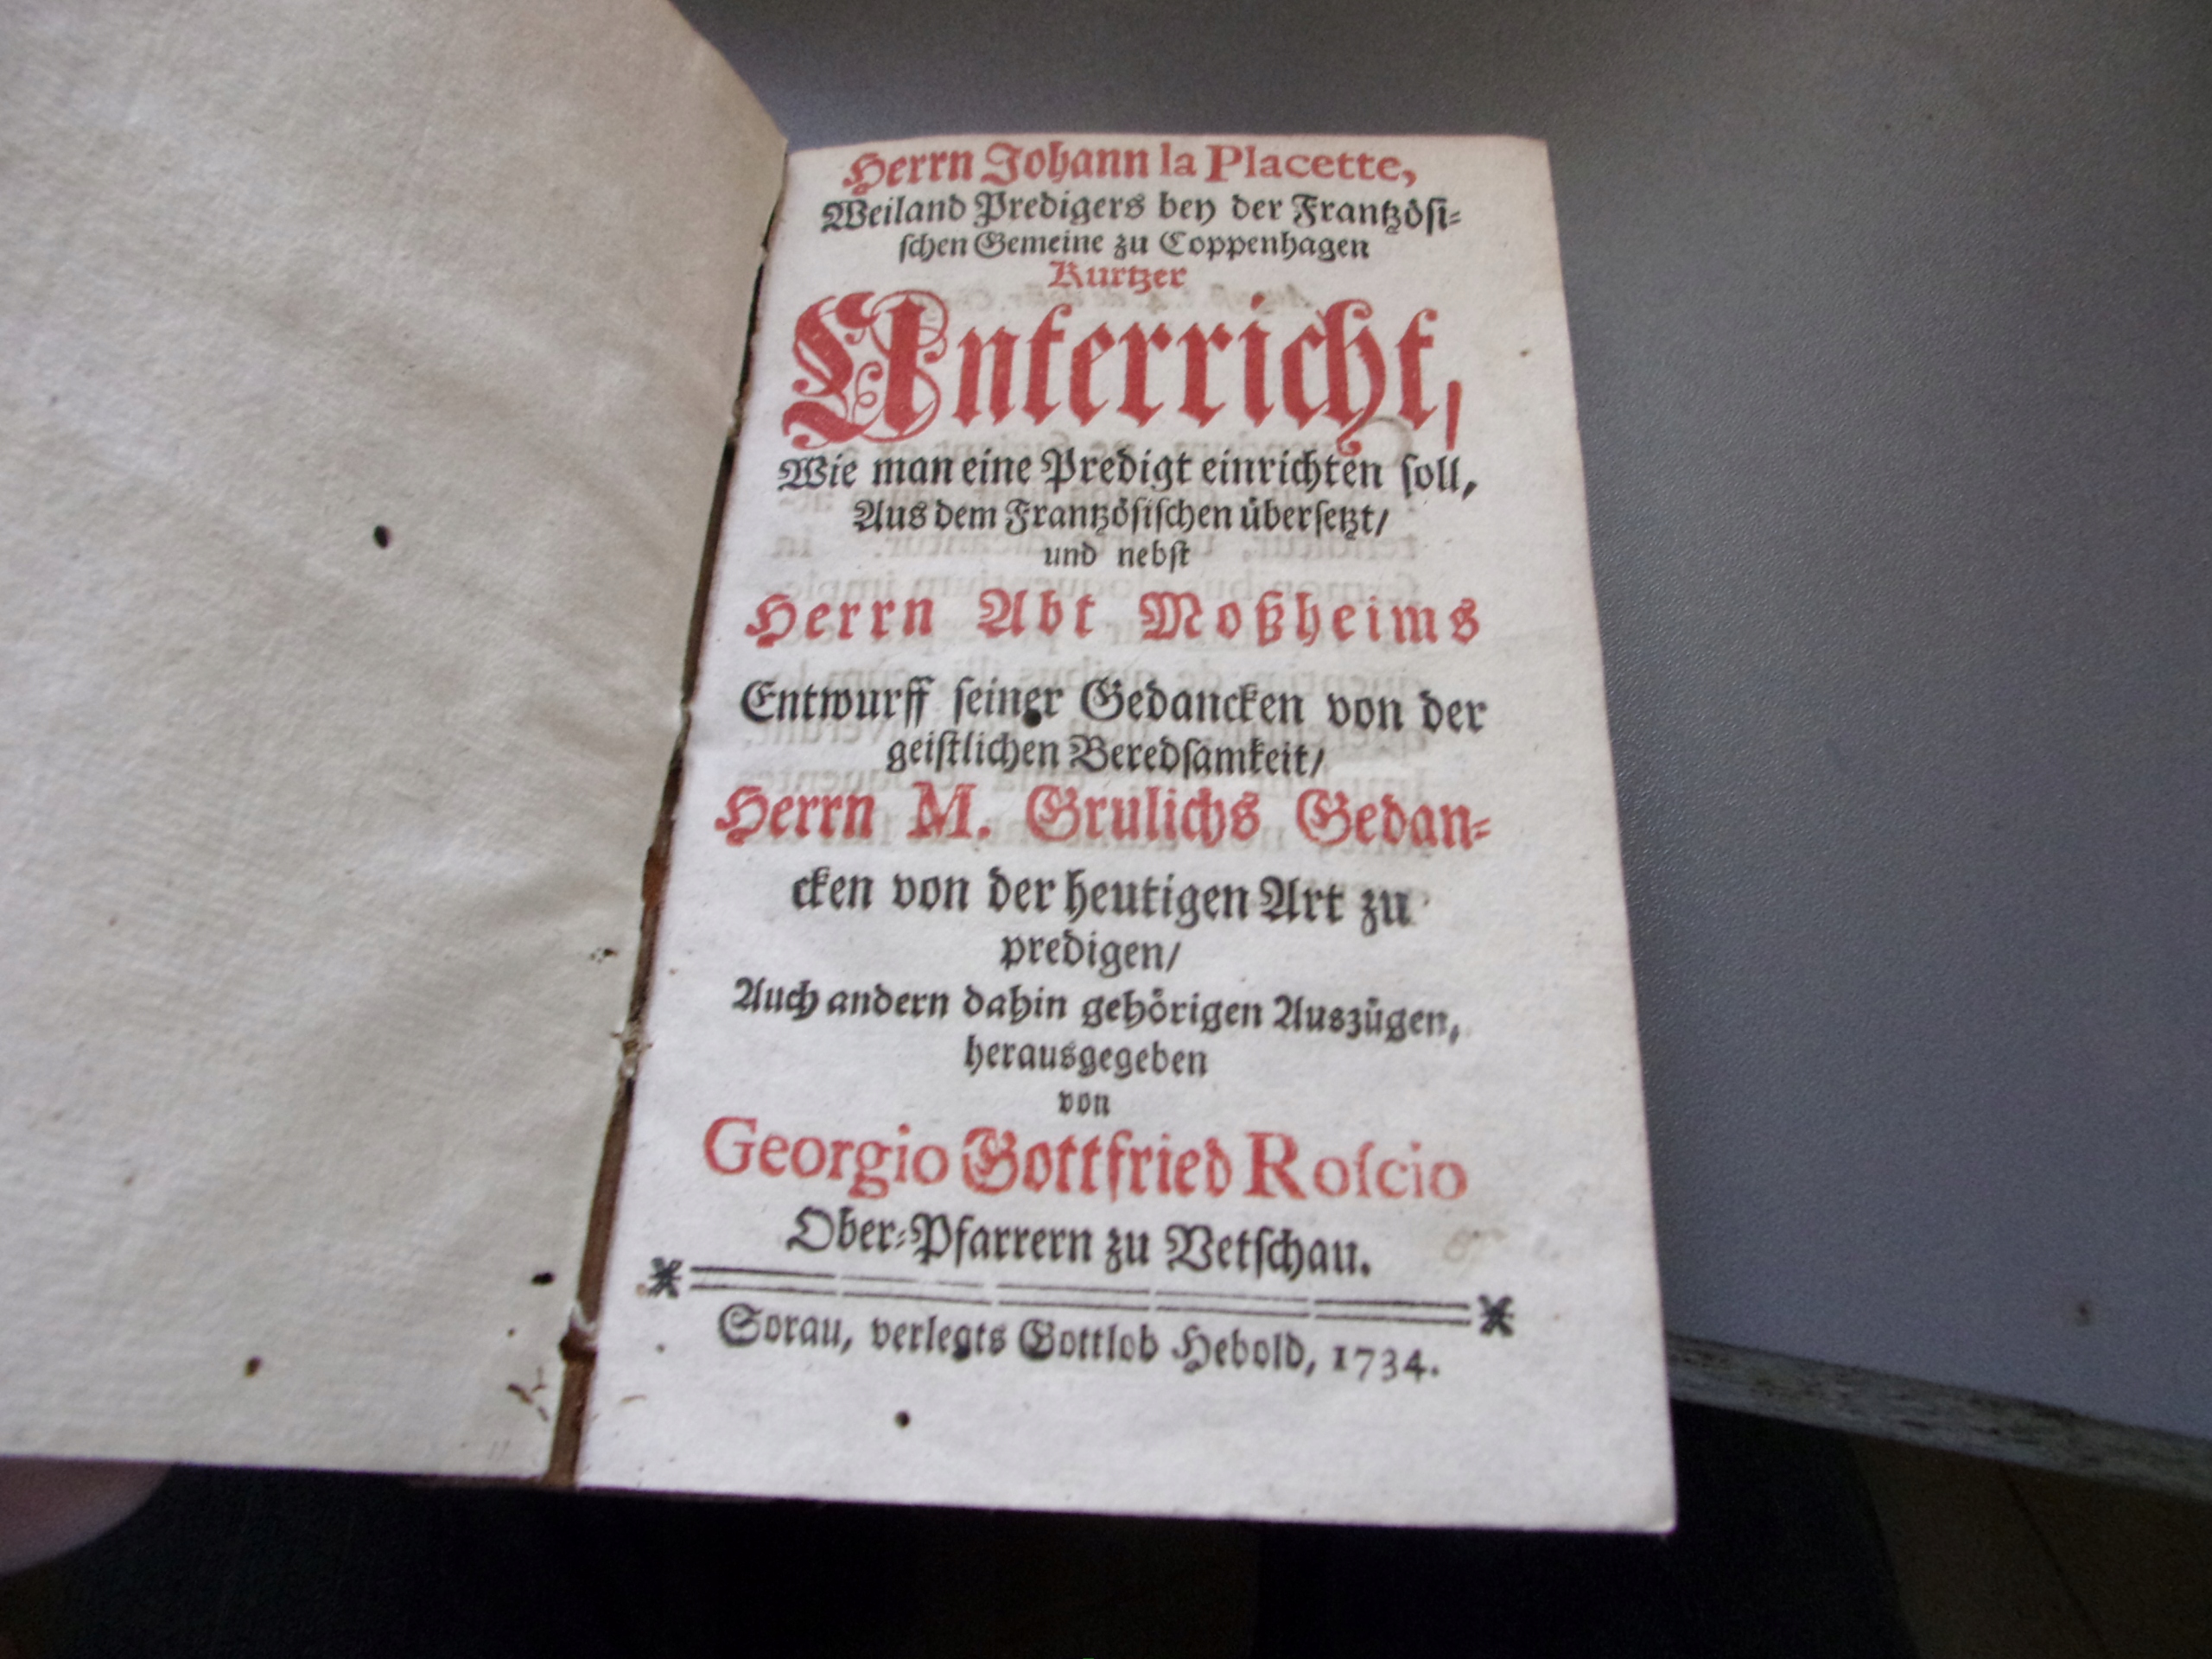 Herrn Johann la Placette,
Weiland Predigers bey der Frantzösi-
schen Gemeine zu Coppenhagen
Kurtzer
Unterricht,
Wie man eine Predigt einrichten soll,
Aus dem Frantzösischen übersetzt/
und nebst
Herrn Abt Moßheims
Entwurff seiner Gedancken von der
geistlichen Beredsamkeit/
Herrn M. Grulichs Gedan-
cken von der heutigen Art zu
predigen/
Auch andern dahin gehörigen Auszügen,
herausgegeben
von
Georgio Gottfried Roscio
Ober-Pfarrern zu Vetschau.
Sorau, verlegts Gottlob Hebold, 1734.